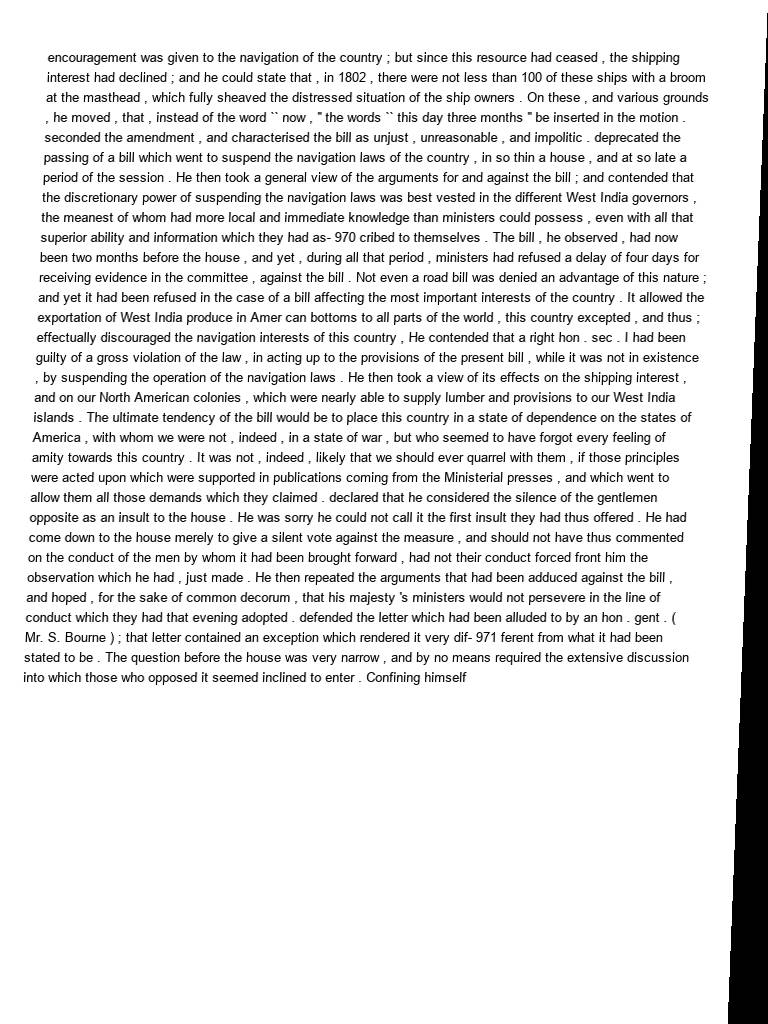 encouragement was given to the navigation of the country ; but since this resource had ceased , the shipping
interest had declined ; and he could state that , in 1802 , there were not less than 100 of these ships with a broom
at the masthead , which fully sheaved the distressed situation of the ship owners . On these , and various grounds
, he moved , that , instead of the word `` now , '' the words `` this day three months '' be inserted in the motion .
seconded the amendment , and characterised the bill as unjust , unreasonable , and impolitic . deprecated the
passing of a bill which went to suspend the navigation laws of the country , in so thin a house , and at so late a
period of the session . He then took a general view of the arguments for and against the bill ; and contended that
the discretionary power of suspending the navigation laws was best vested in the different West India governors ,
the meanest of whom had more local and immediate knowledge than ministers could possess , even with all that
superior ability and information which they had as- 970 cribed to themselves . The bill , he observed , had now
been two months before the house , and yet , during all that period , ministers had refused a delay of four days for
receiving evidence in the committee , against the bill . Not even a road bill was denied an advantage of this nature ;
and yet it had been refused in the case of a bill affecting the most important interests of the country . It allowed the
exportation of West India produce in Amer can bottoms to all parts of the world , this country excepted , and thus ;
effectually discouraged the navigation interests of this country , He contended that a right hon . sec . I had been
guilty of a gross violation of the law , in acting up to the provisions of the present bill , while it was not in existence
, by suspending the operation of the navigation laws . He then took a view of its effects on the shipping interest ,
and on our North American colonies , which were nearly able to supply lumber and provisions to our West India
islands . The ultimate tendency of the bill would be to place this country in a state of dependence on the states of
America , with whom we were not , indeed , in a state of war , but who seemed to have forgot every feeling of
amity towards this country . It was not , indeed , likely that we should ever quarrel with them , if those principles
were acted upon which were supported in publications coming from the Ministerial presses , and which went to
allow them all those demands which they claimed . declared that he considered the silence of the gentlemen
opposite as an insult to the house . He was sorry he could not call it the first insult they had thus offered . He had
come down to the house merely to give a silent vote against the measure , and should not have thus commented
on the conduct of the men by whom it had been brought forward , had not their conduct forced front him the
observation which he had , just made . He then repeated the arguments that had been adduced against the bill ,
and hoped , for the sake of common decorum , that his majesty 's ministers would not persevere in the line of
conduct which they had that evening adopted . defended the letter which had been alluded to by an hon . gent . (
Mr. S. Bourne ) ; that letter contained an exception which rendered it very dif- 971 ferent from what it had been
stated to be . The question before the house was very narrow , and by no means required the extensive discussion
into which those who opposed it seemed inclined to enter . Confining himself